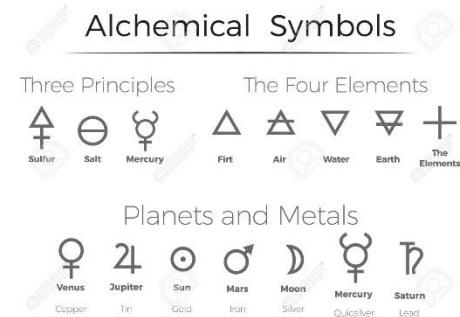 Alchemical Symbols
Three Principles
Sulfur Salt Mercury
The Four Elements
Firt Air Water Earth The Elements
Planets and Metals
Venus Jupiter Sun Mars Moon Mercury Saturn
Copper Tin Gold Iron Silver Quicsilver Lead